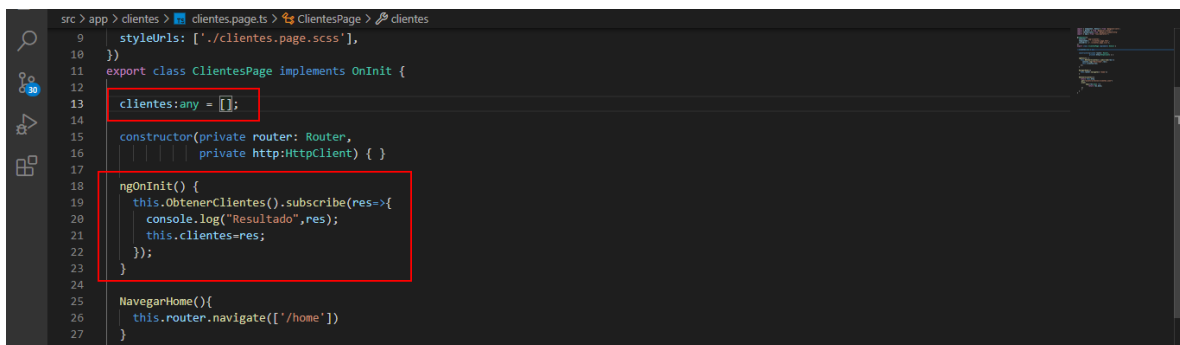 src > app > clientes > clientes.page.ts > ClientesPage > clientes
9 styleUrls: ['./clientes.page.scss'],
10 })
11 export class ClientesPage implements OnInit {
12
13 clientes:any = [];
14
15 constructor(private router: Router,
16 private http:HttpClient) { }
17
18 ngOnInit() {
19 this.ObtenerClientes().subscribe(res=>{
20 console.log("Resultado",res);
21 this.clientes=res;
22 });
23 }
24
25 NavegarHome(){
26 this.router.navigate(['/home'])
27 }
30